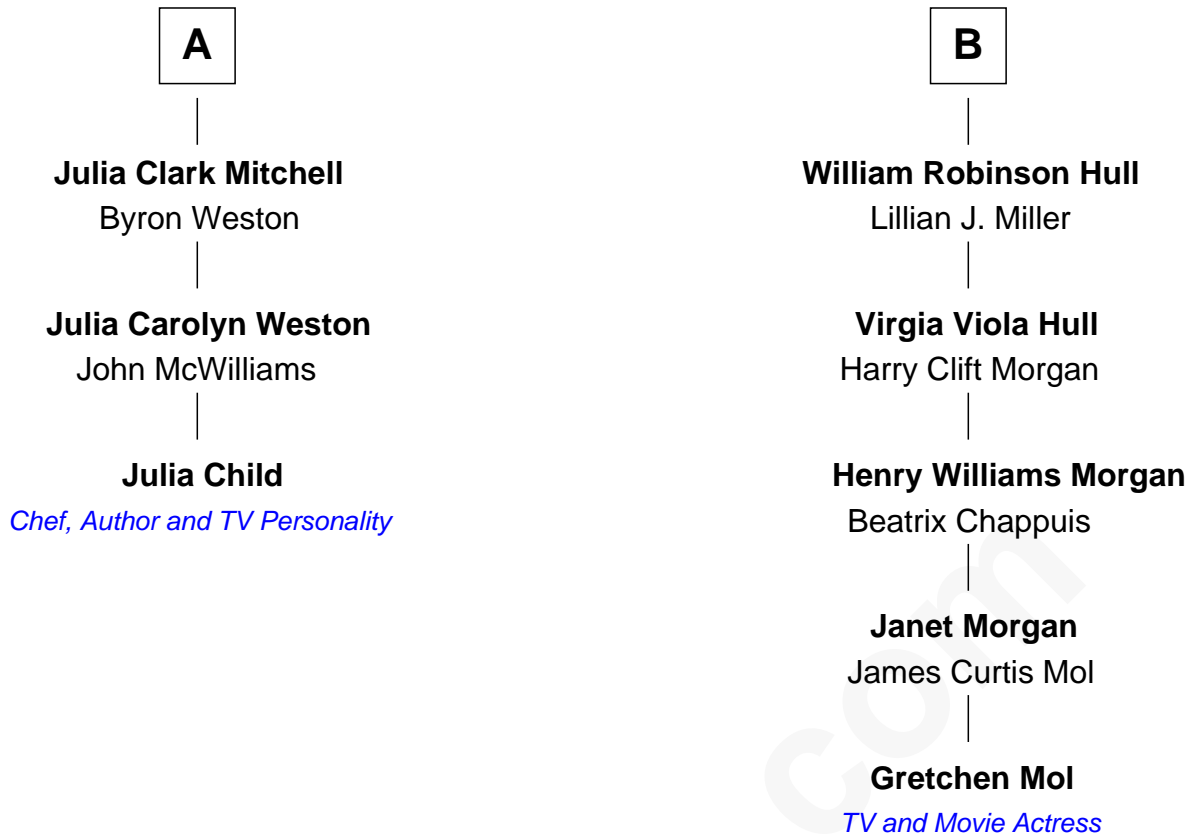 A
Julia Clark Mitchell
Byron Weston
Julia Carolyn Weston
John McWilliams
Julia Child
Chef, Author and TV Personality
B
William Robinson Hull
Lillian J. Miller
Virgia Viola Hull
Harry Clift Morgan
Henry Williams Morgan
Beatrix Chappuis
Janet Morgan
James Curtis Mol
Gretchen Mol
TV and Movie Actress
com